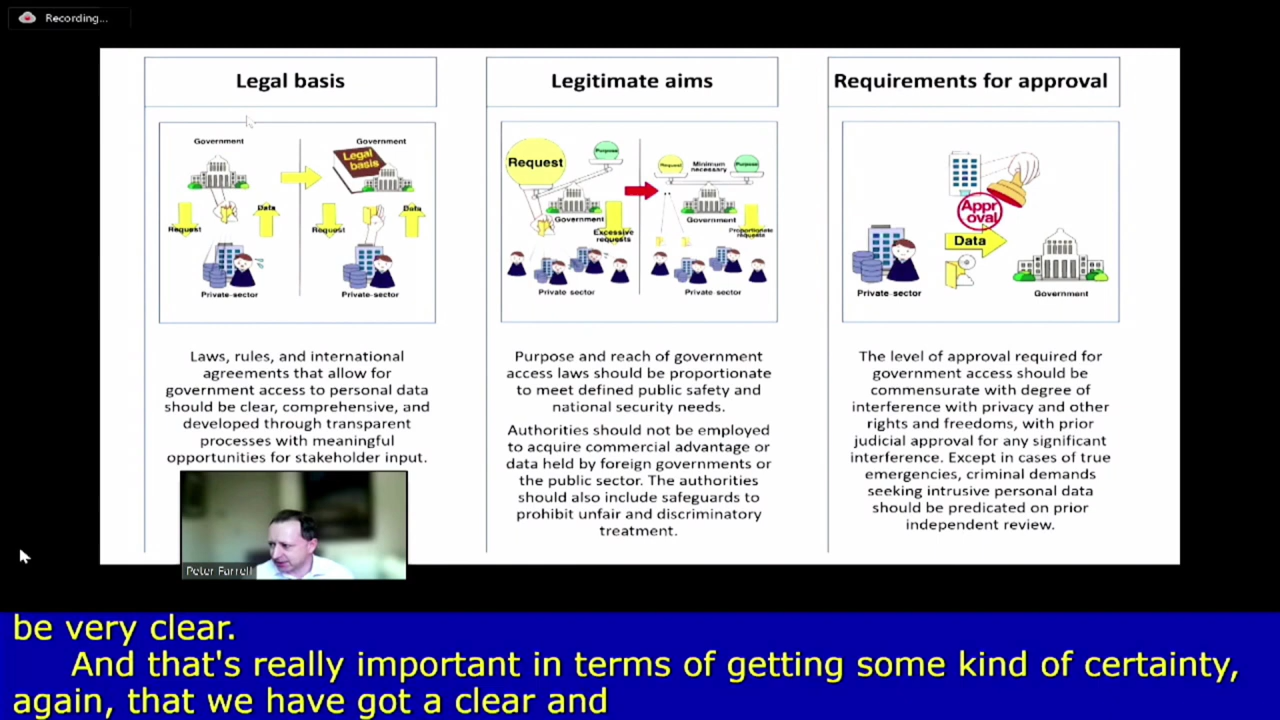 Recording...
Legal basis
Government
Government
Legal
basis
Data
Data
Request
Request
Private-sector
Private-sector
Laws, rules, and international
agreements that allow for
government access to personal data
should be clear, comprehensive, and
developed through transparent
processes with meaningful
opportunities for stakeholder input.
Legitimate aims
Request
Purpose
Request
Minimum
necessary
Purpose
Government
Government
Excessive
requests
Proportionate
requests
Private sector
Private sector
Purpose and reach of government
access laws should be proportionate
to meet defined public safety and
national security needs.
Authorities should not be employed
to acquire commercial advantage or
data held by foreign governments or
the public sector. The authorities
should also include safeguards to
prohibit unfair and discriminatory
treatment.
Requirements for approval
Appr
oval
Data
Private-sector
Government
The level of approval required for
government access should be
commensurate with degree of
interference with privacy and other
rights and freedoms, with prior
judicial approval for any significant
interference. Except in cases of true
emergencies, criminal demands
seeking intrusive personal data
should be predicated on prior
independent review.
Peter Farrell
be very clear.
And that's really important in terms of getting some kind of certainty,
again, that we have got a clear and